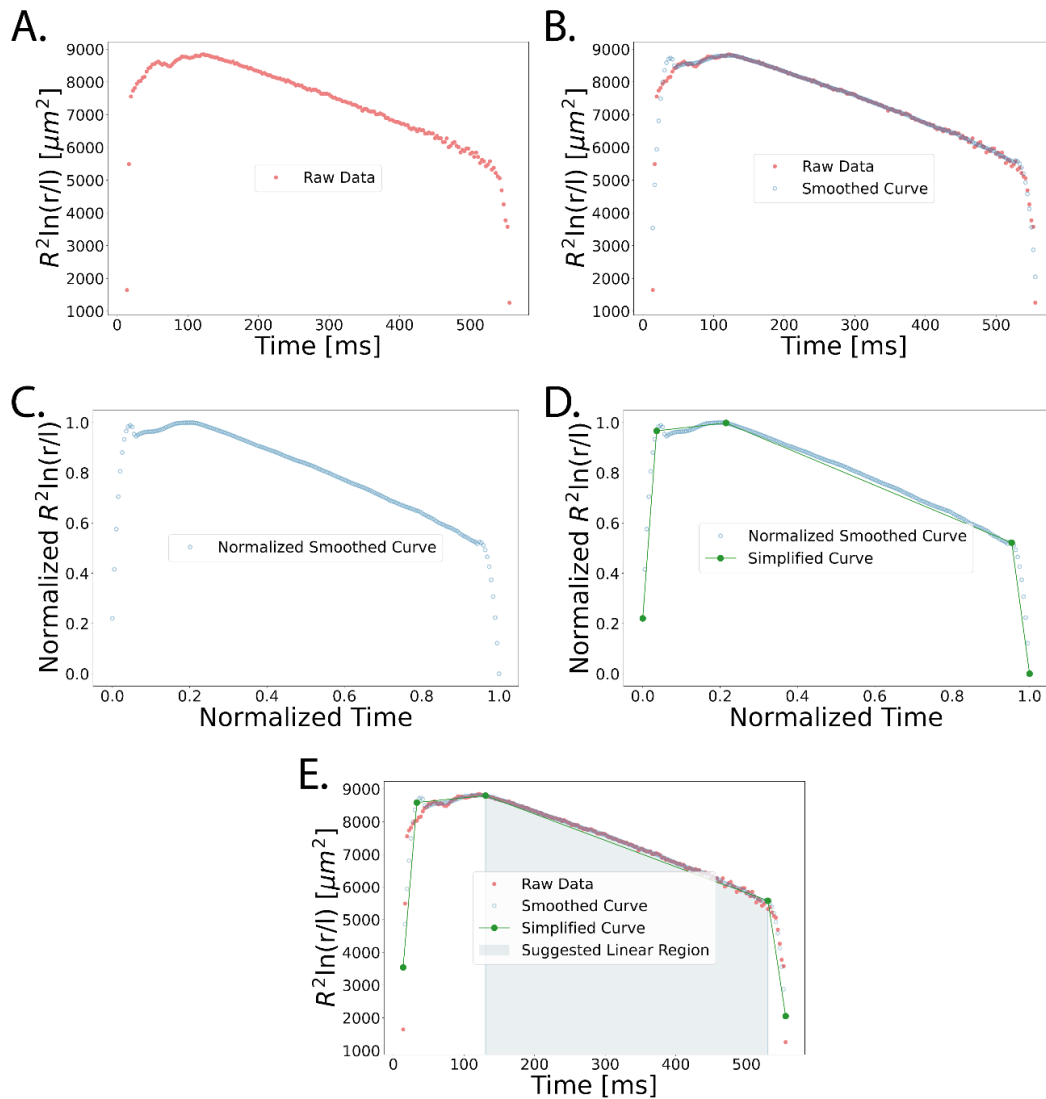 A.
R²ln(r/l) [μm²]
9000
8000
7000
6000
5000
4000
3000
2000
1000
Raw Data
0 100 200 300 400 500
Time [ms]
B.
R²ln(r/l) [μm²]
9000
8000
7000
6000
5000
4000
3000
2000
1000
Raw Data
Smoothed Curve
0 100 200 300 400 500
Time [ms]
C.
Normalized R²ln(r/l)
1.0
0.8
0.6
0.4
0.2
0.0
Normalized Smoothed Curve
0.0 0.2 0.4 0.6 0.8 1.0
Normalized Time
D.
Normalized R²ln(r/l)
1.0
0.8
0.6
0.4
0.2
0.0
Normalized Smoothed Curve
Simplified Curve
0.0 0.2 0.4 0.6 0.8 1.0
Normalized Time
E.
R²ln(r/l) [μm²]
9000
8000
7000
6000
5000
4000
3000
2000
1000
Raw Data
Smoothed Curve
Simplified Curve
Suggested Linear Region
0 100 200 300 400 500
Time [ms]